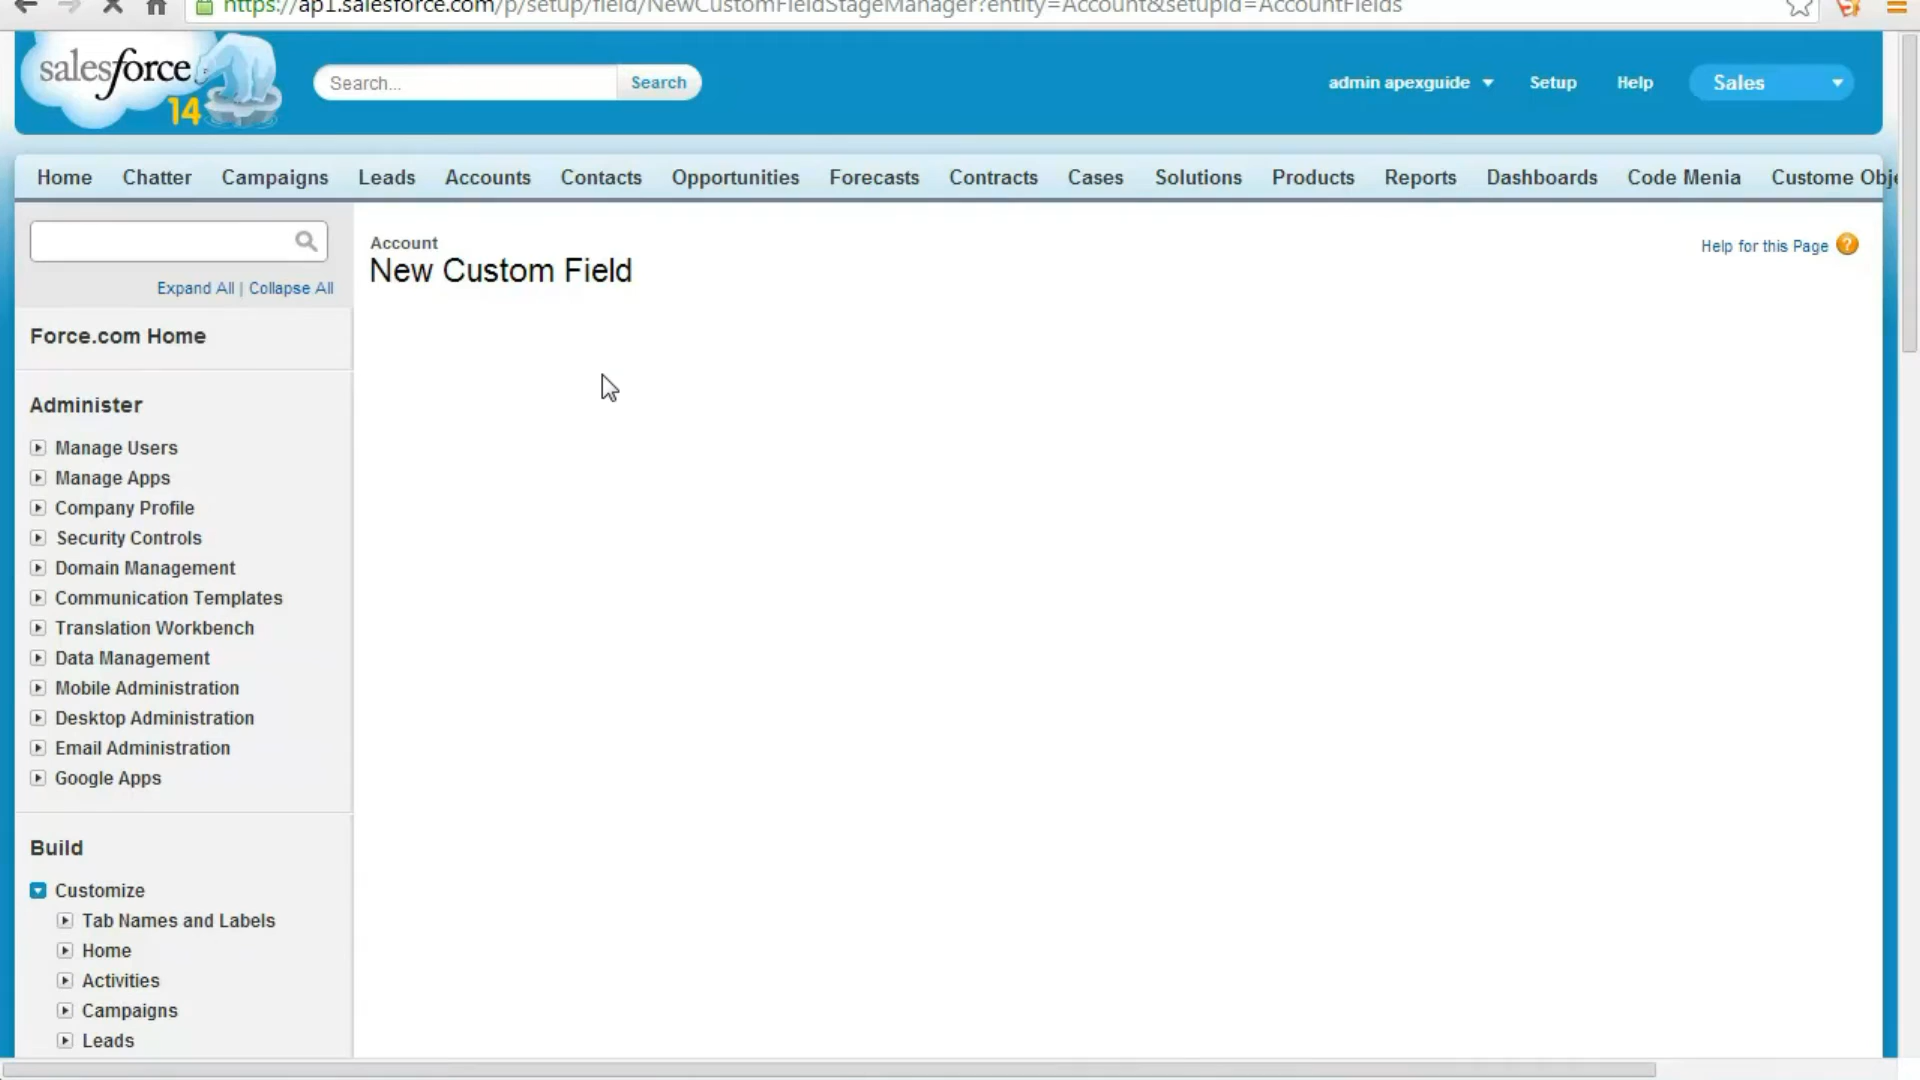 https://ap1.salesforce.com/p/setup/field/NewCustomFieldStageManager?entity=Account&setupid=AccountFields
salesforce
14
Search...
Search
admin apexguide
Setup
Help
Sales
Home Chatter Campaigns Leads Accounts Contacts Opportunities Forecasts Contracts Cases Solutions Products Reports Dashboards Code Menia Custome Obje
Expand All | Collapse All
Force.com Home
Administer
Manage Users
Manage Apps
Company Profile
Security Controls
Domain Management
Communication Templates
Translation Workbench
Data Management
Mobile Administration
Desktop Administration
Email Administration
Google Apps
Build
Customize
Tab Names and Labels
Home
Activities
Campaigns
Leads
Account
New Custom Field
Help for this Page ?